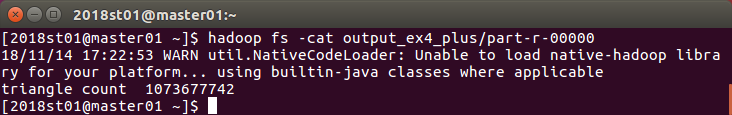 2018st01@master01:~
[2018st01@master01 ~]$ hadoop fs -cat output_ex4_plus/part-r-00000
18/11/14 17:22:53 WARN util.NativeCodeLoader: Unable to load native-hadoop libra
ry for your platform... using builtin-java classes where applicable
triangle count  1073677742
[2018st01@master01 ~]$